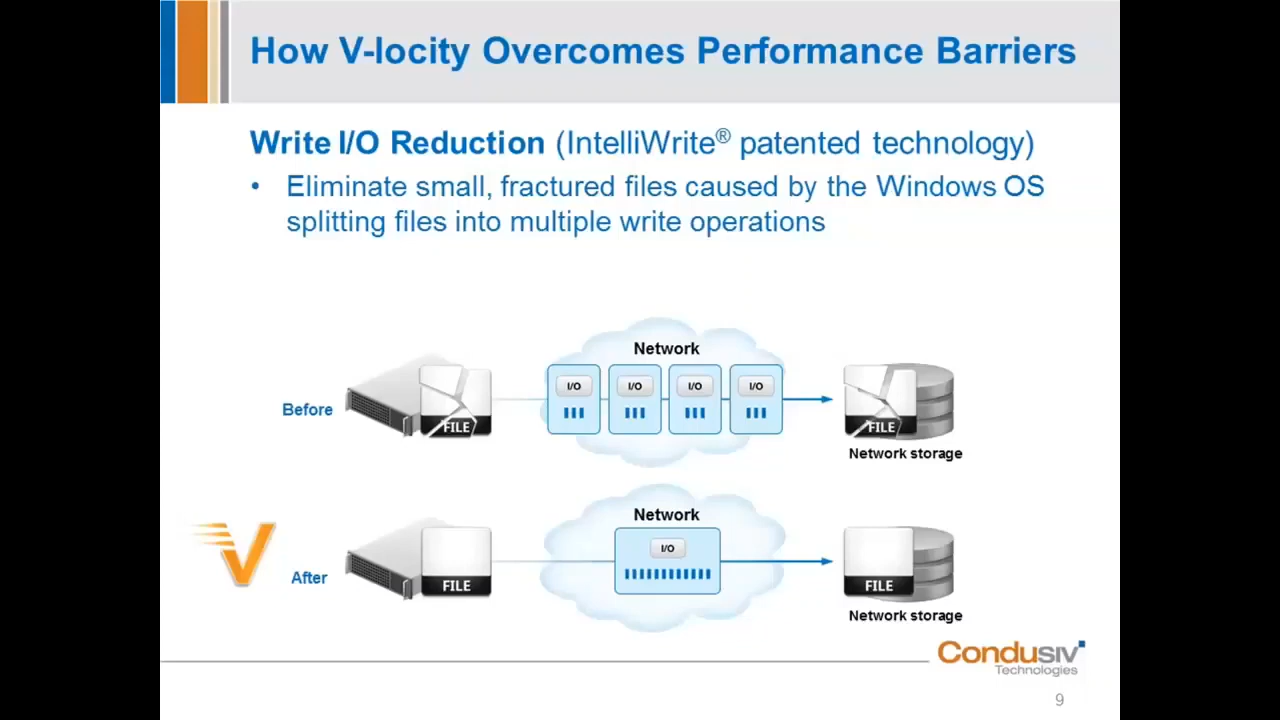 How V-locity Overcomes Performance Barriers
Write I/O Reduction (IntelliWrite® patented technology)
• Eliminate small, fractured files caused by the Windows OS
splitting files into multiple write operations
Network
I/O I/O I/O I/O
Before
FILE
FILE
Network storage
Network
I/O
V
After
FILE
FILE
Network storage
Condusiv
Technologies
9